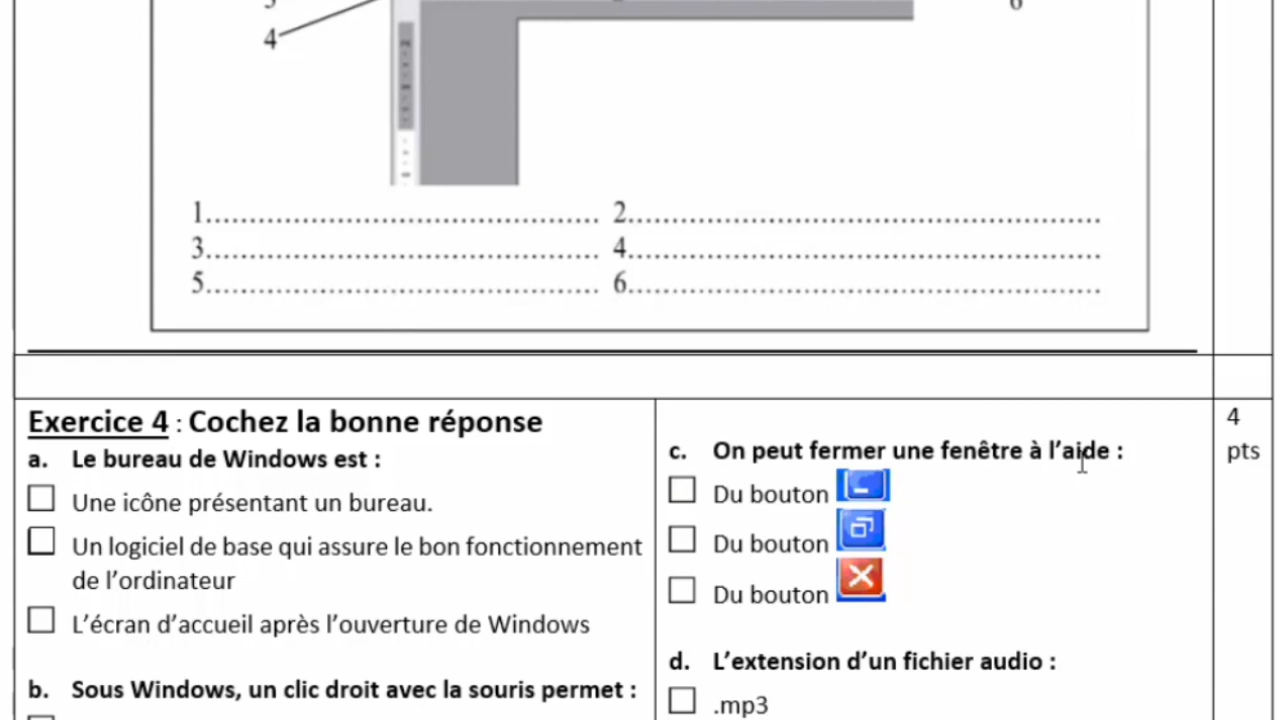 3
4
6
1
2
3
4
5
6
Exercice 4 : Cochez la bonne réponse
a. Le bureau de Windows est :
Une icône présentant un bureau.
Un logiciel de base qui assure le bon fonctionnement
de l'ordinateur
L'écran d'accueil après l'ouverture de Windows
b. Sous Windows, un clic droit avec la souris permet :
c. On peut fermer une fenêtre à l'aide :
Du bouton
Du bouton
Du bouton
d. L'extension d'un fichier audio :
.mp3
4
pts